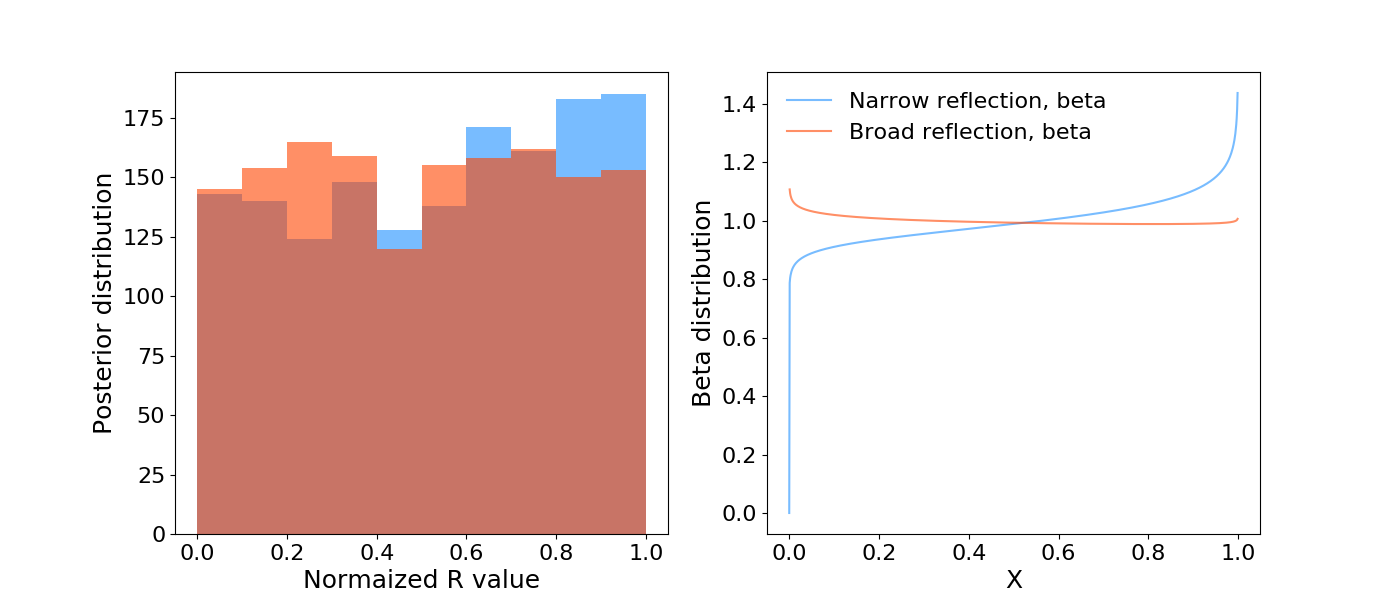 Posterior distribution
175
150
125
100
75
50
25
0
0.0 0.2 0.4 0.6 0.8 1.0
Normaized R value
Beta distribution
1.4
1.2
1.0
0.8
0.6
0.4
0.2
0.0
Narrow reflection, beta
Broad reflection, beta
0.0 0.2 0.4 0.6 0.8 1.0
X